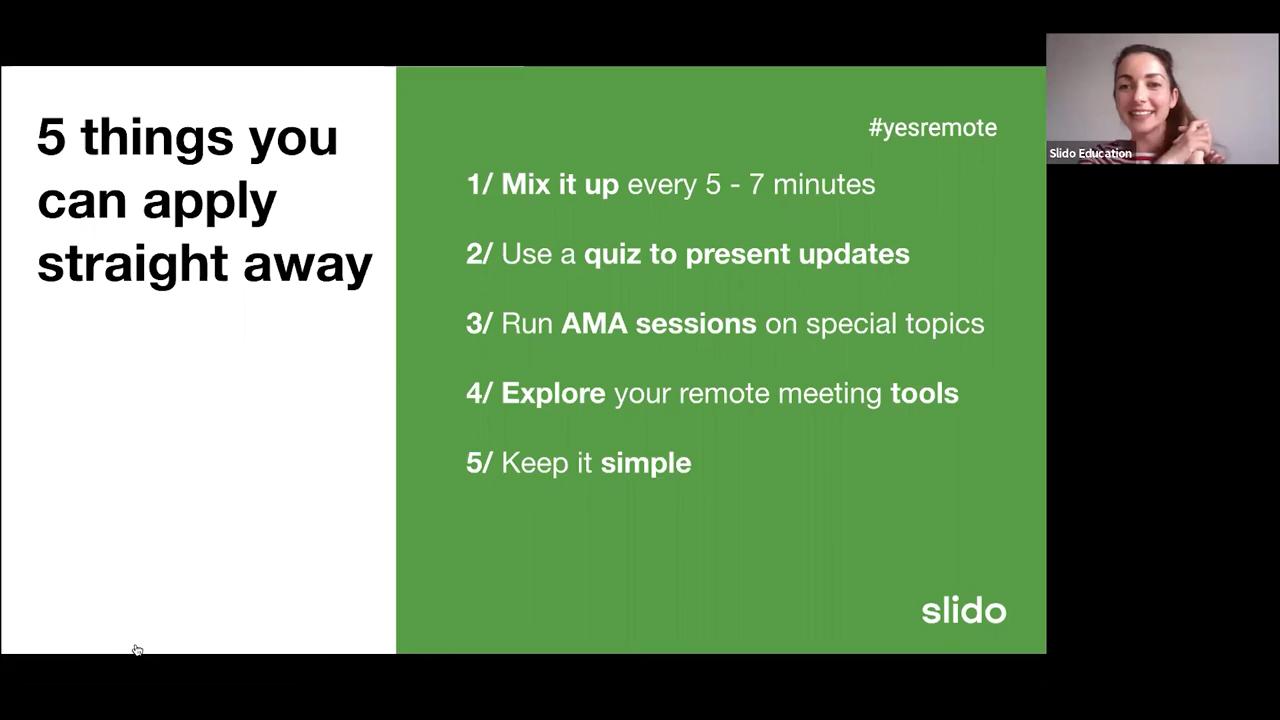 5 things you
can apply
straight away
#yesremote
1/ Mix it up every 5 - 7 minutes
2/ Use a quiz to present updates
3/ Run AMA sessions on special topics
4/ Explore your remote meeting tools
5/ Keep it simple
slido
Slido Education